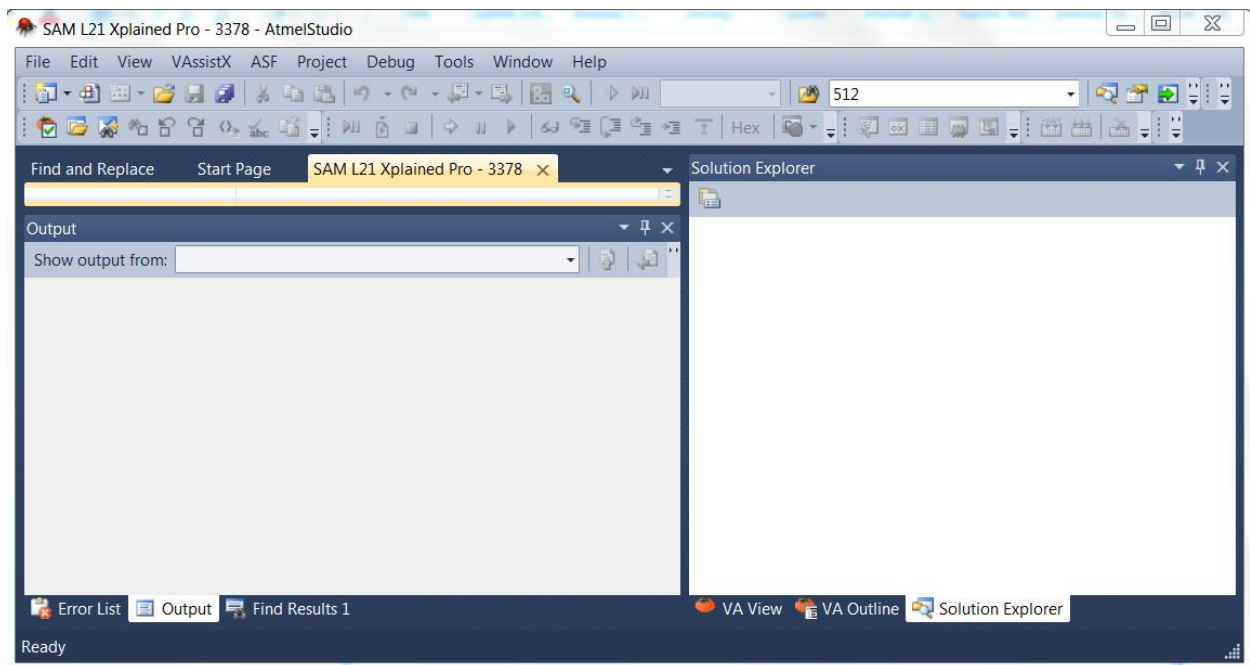 SAM L21 Xplained Pro - 3378 - AtmelStudio
File Edit View VAssistX ASF Project Debug Tools Window Help
512
abc Hex
Find and Replace Start Page SAM L21 Xplained Pro - 3378
Solution Explorer
Output
Show output from:
Error List Output Find Results 1
VA View VA Outline Solution Explorer
Ready